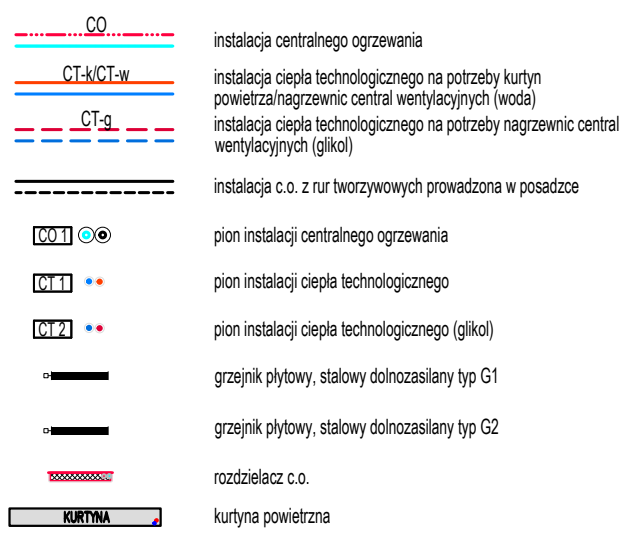 CO
instalacja centralnego ogrzewania
CT-k/CT-w
instalacja ciepła technologicznego na potrzeby kurtyn
powietrza/nagrzewnic central wentylacyjnych (woda)
CT-g
instalacja ciepła technologicznego na potrzeby nagrzewnic central
wentylacyjnych (glikol)
instalacja c.o. z rur tworzywowych prowadzona w posadzce
CO 1
pion instalacji centralnego ogrzewania
CT 1
pion instalacji ciepła technologicznego
CT 2
pion instalacji ciepła technologicznego (glikol)
grzejnik płytowy, stalowy dolnozasilany typ G1
grzejnik płytowy, stalowy dolnozasilany typ G2
rozdzielacz c.o.
KURTYNA
kurtyna powietrzna